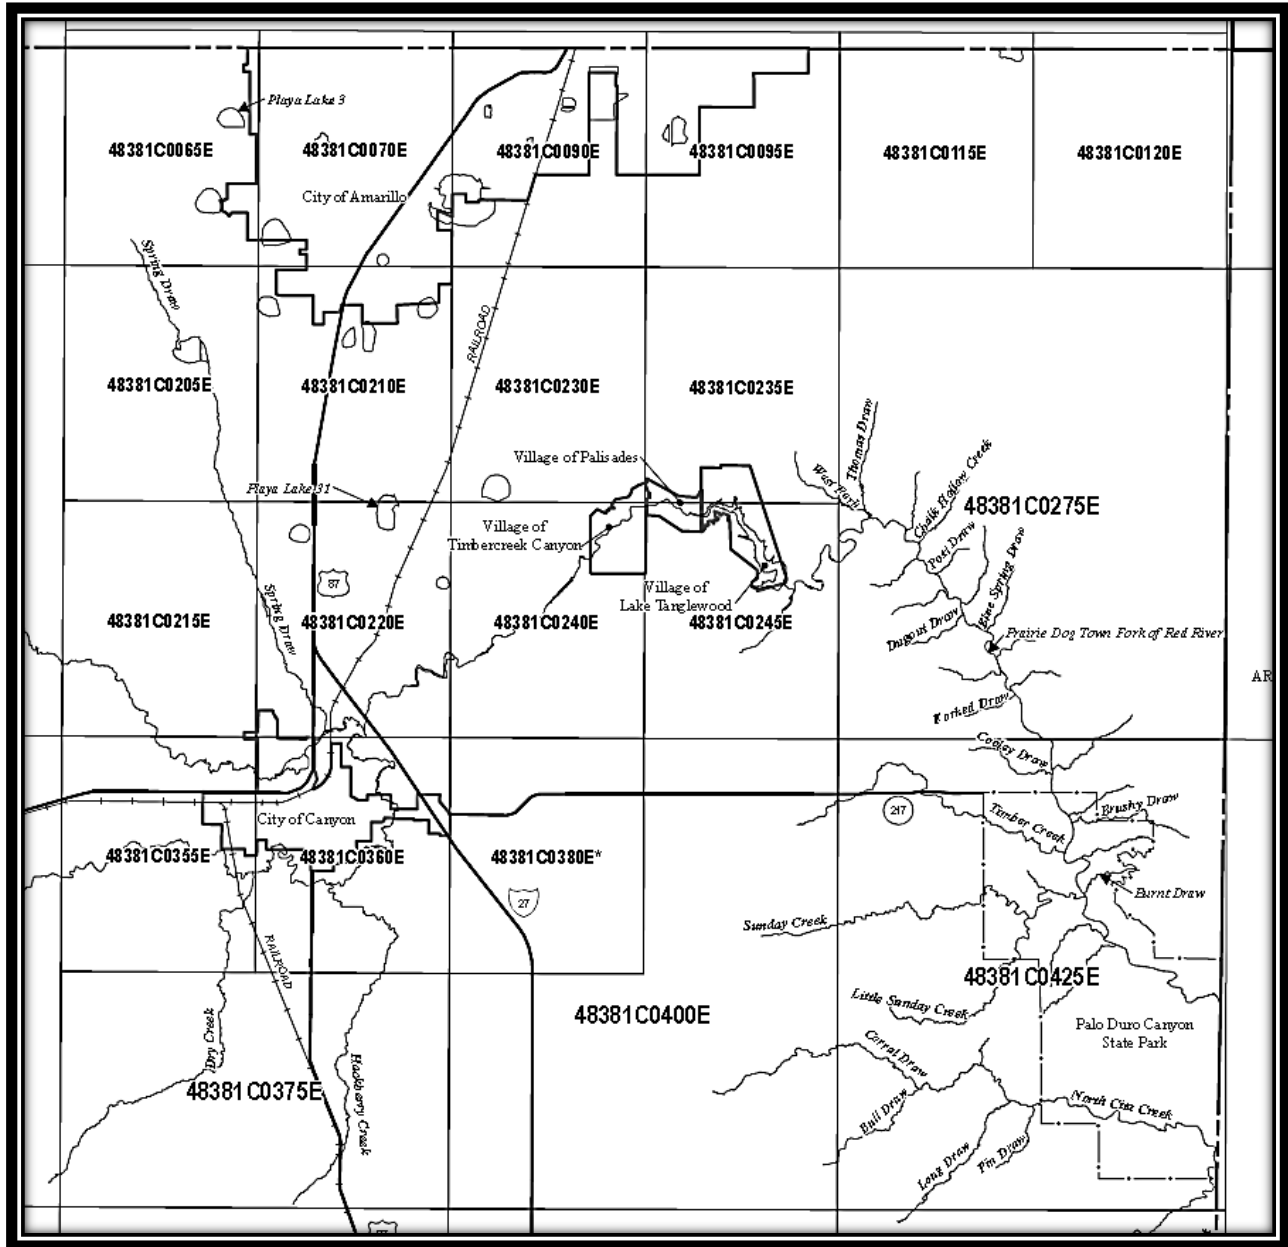 Playa Lake 3
48381C0065E
48381C0070E
48381C0090E
48381C0095E
48381C0115E
48381C0120E
City of Amarillo
Spring Draw
RAILROAD
48381C0205E
48381C0210E
48381C0230E
48381C0235E
Thomas Draw
West Fork
Chalk Hollow Creek
Village of Palisades
Playa Lake 31
48381C0275E
Village of
Timbercreek Canyon
Posi Draw
87
Village of
Lake Tanglewood
Spring Draw
48381C0215E
48381C0220E
48381C0240E
48381C0245E
Dugout Draw
Spring Draw
Prairie Dog Town Fork of Red River
AR
Forked Draw
Cooley Draw
217
Timber Creek
Brushy Draw
City of Canyon
48381C0355E
48381C0360E
48381C0380E*
27
Burnt Draw
Sunday Creek
RAILROAD
48381C0425E
Little Sunday Creek
48381C0400E
Palo Duro Canyon
State Park
Dry Creek
Corral Draw
Hackberry Creek
48381C0375E
Bull Draw
North Cita Creek
Long Draw
Pin Draw